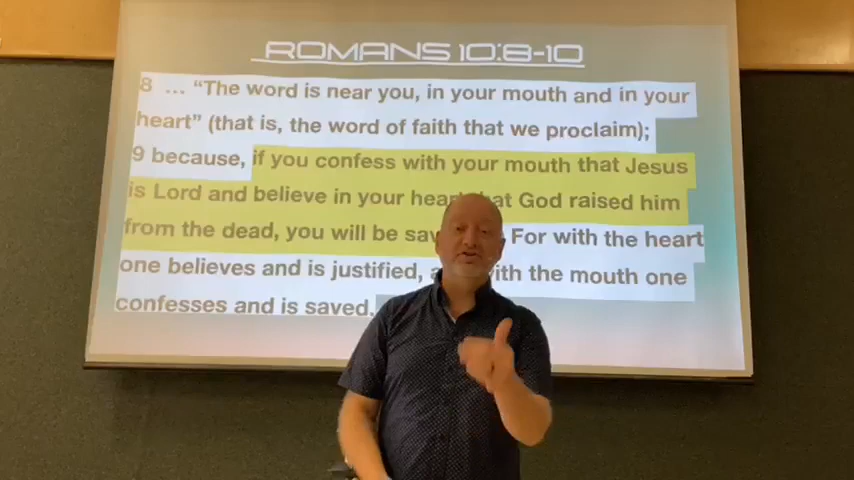 ROMANS 10:8-10
8 ... “The word is near you, in your mouth and in your
heart” (that is, the word of faith that we proclaim);
9 because, if you confess with your mouth that Jesus
is Lord and believe in your heart that God raised him
from the dead, you will be For with the heart
one believes and is justified, with the mouth one
confesses and is saved.